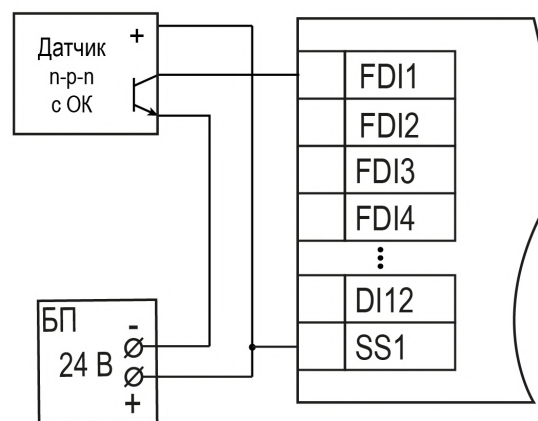 Датчик
n-p-n
с ОК
+
FDI1
FDI2
FDI3
FDI4
DI12
SS1
БП
-
24 В
+